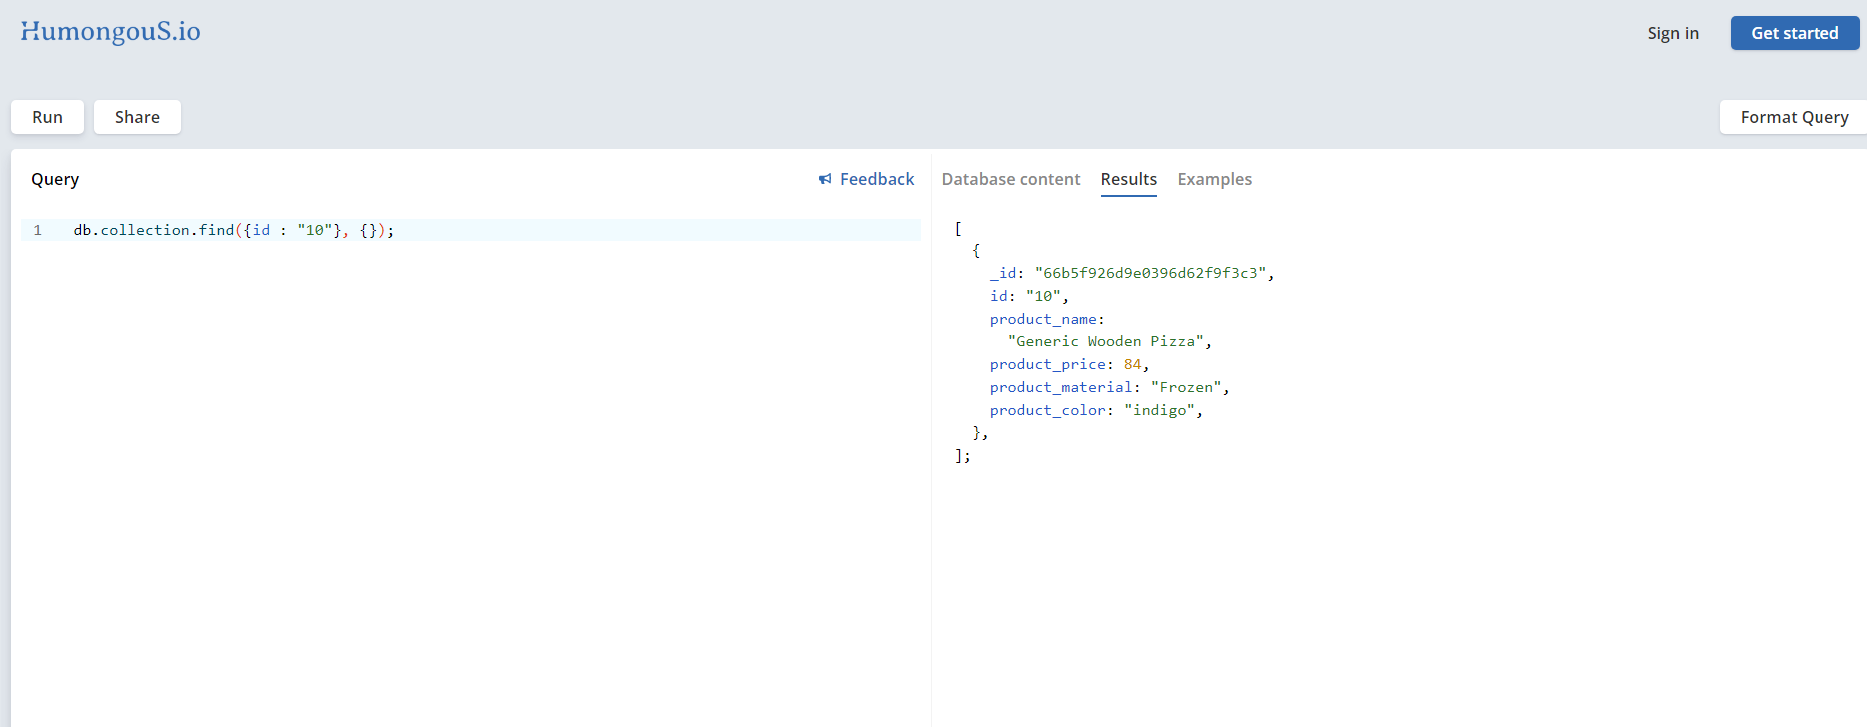 HumongouS.io
Sign in
Get started
Run
Share
Format Query
Query
Feedback
Database content
Results
Examples
1 db.collection.find({id : "10"}, {});
[
{
_id: "66b5f926d9e0396d62f9f3c3",
id: "10",
product_name:
"Generic Wooden Pizza",
product_price: 84,
product_material: "Frozen",
product_color: "indigo",
},
];